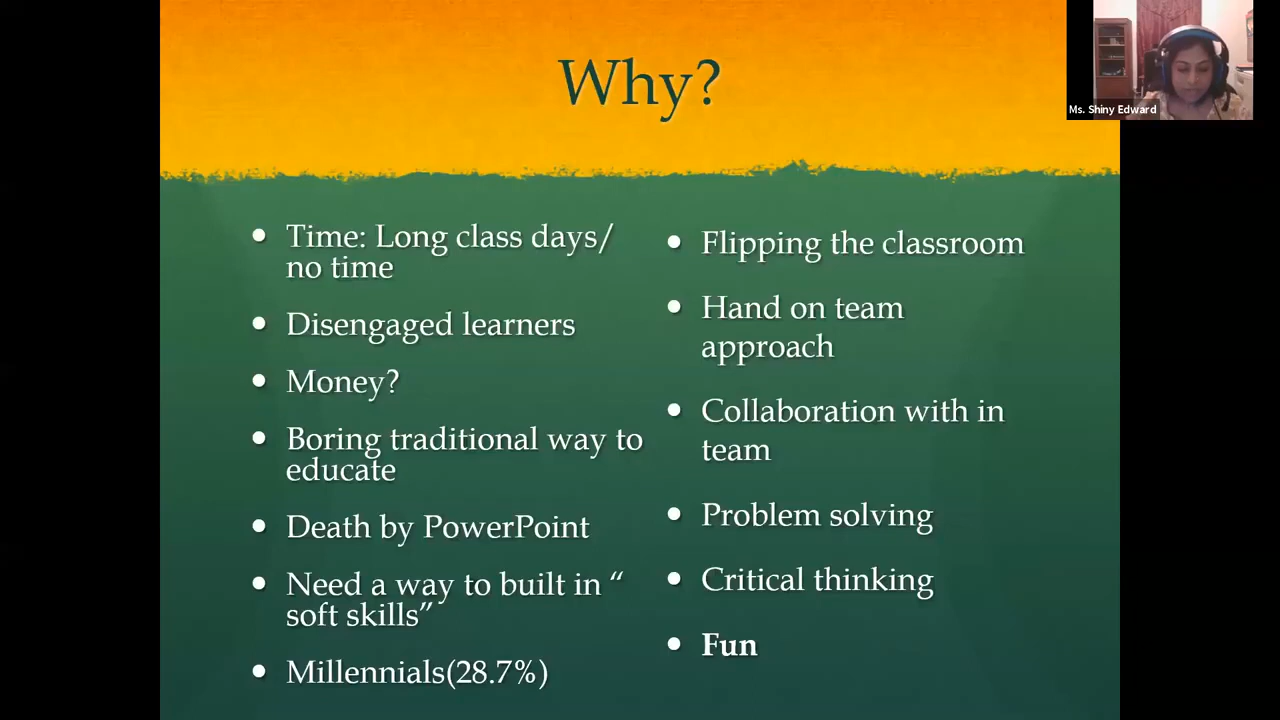 Why?
Ms. Shiny Edward
• Time: Long class days/
no time
• Disengaged learners
• Money?
• Boring traditional way to
educate
• Death by PowerPoint
• Need a way to built in “
soft skills”
• Millennials(28.7%)
• Flipping the classroom
• Hand on team
approach
• Collaboration with in
team
• Problem solving
• Critical thinking
• Fun